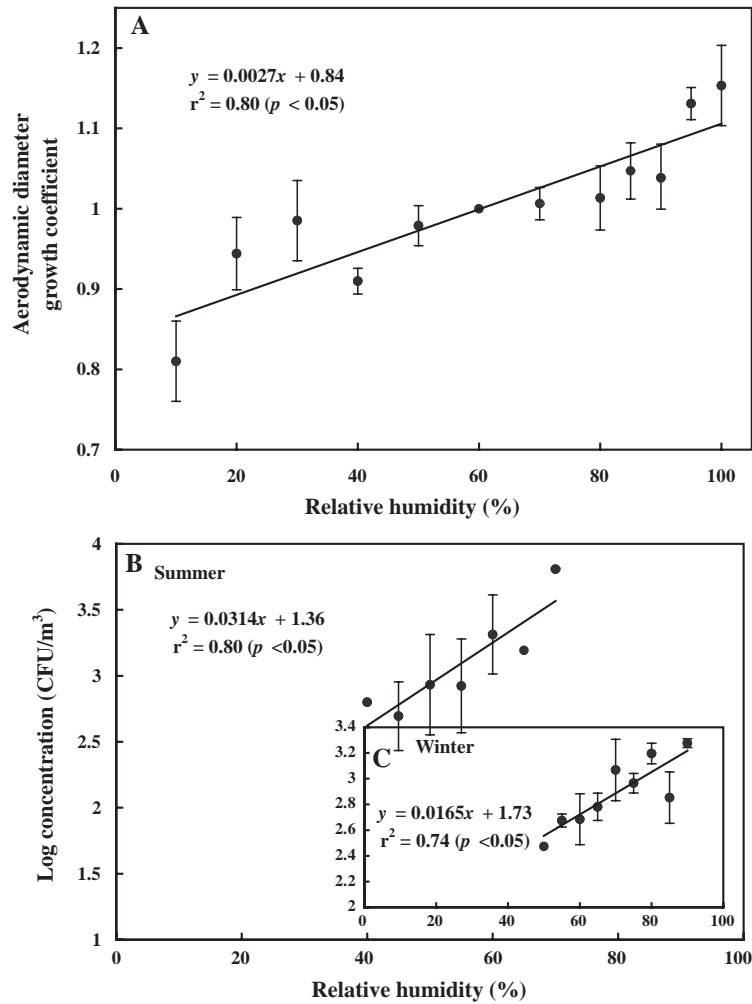 A
y = 0.0027x + 0.84
r² = 0.80 (p < 0.05)
Aerodynamic diameter
growth coefficient
1.2
1.1
1
0.9
0.8
0.7
0
20
40
60
80
100
Relative humidity (%)
B
Summer
y = 0.0314x + 1.36
r² = 0.80 (p <0.05)
Log concentration (CFU/m³)
4
3.5
3
2.5
2
1.5
1
C
Winter
y = 0.0165x + 1.73
r² = 0.74 (p <0.05)
3.4
3.2
3
2.8
2.6
2.4
2.2
2
0
20
40
60
80
100
0
20
40
60
80
100
Relative humidity (%)